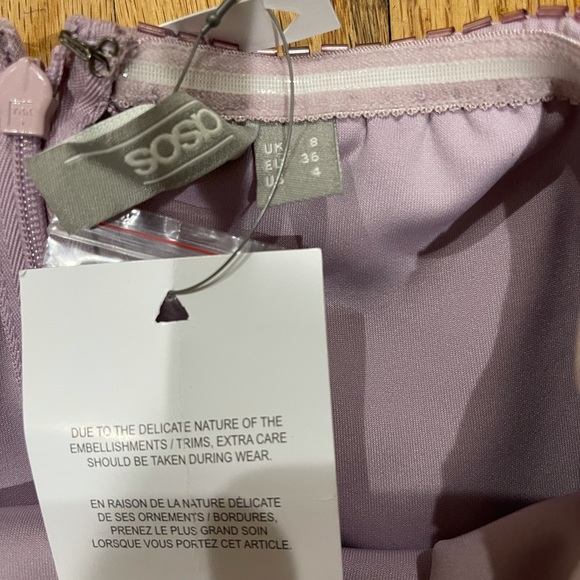 asos
UK 8
EU 36
US 4
DUE TO THE DELICATE NATURE OF THE
EMBELLISHMENTS / TRIMS, EXTRA CARE
SHOULD BE TAKEN DURING WEAR.
EN RAISON DE LA NATURE DÉLICATE
DE SES ORNEMENTS / BORDURES,
PRENEZ LE PLUS GRAND SOIN
LORSQUE VOUS PORTEZ CET ARTICLE.